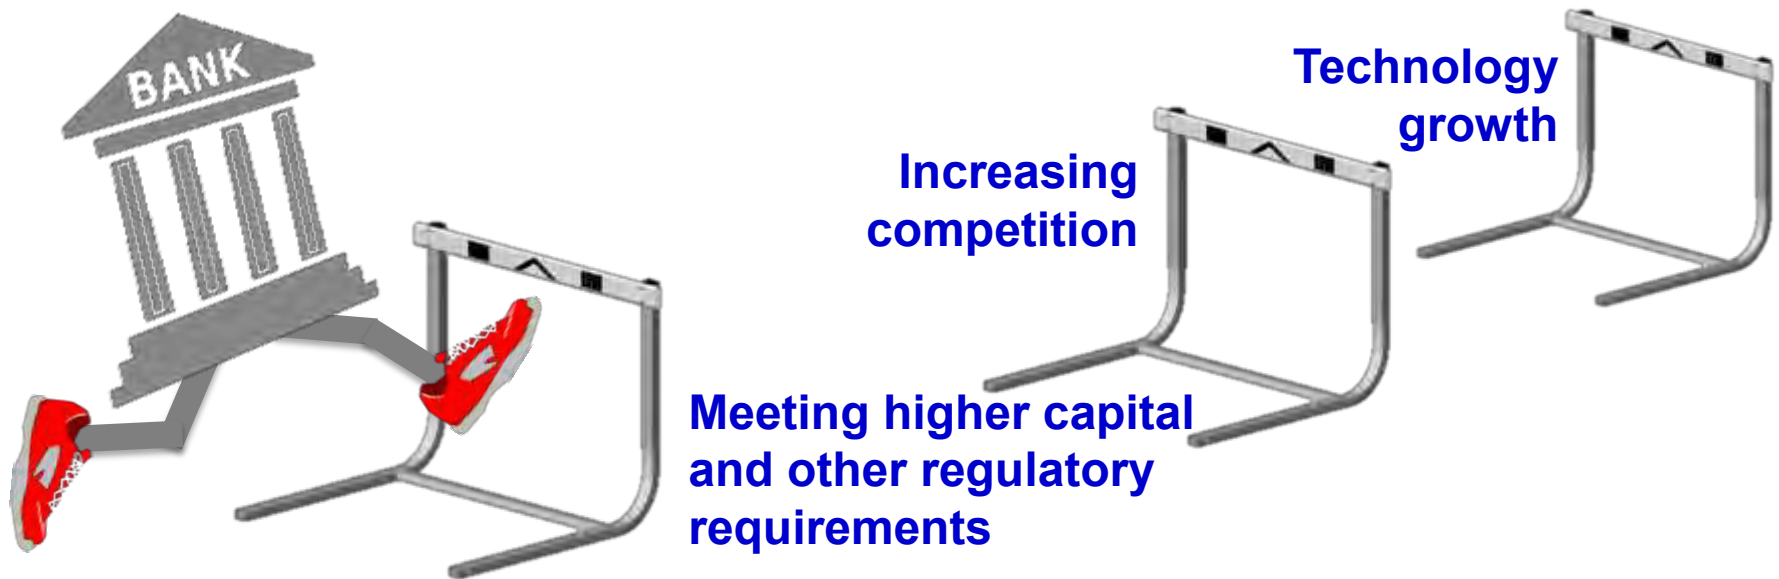 BANK
Technology
growth
Increasing
competition
Meeting higher capital
and other regulatory
requirements